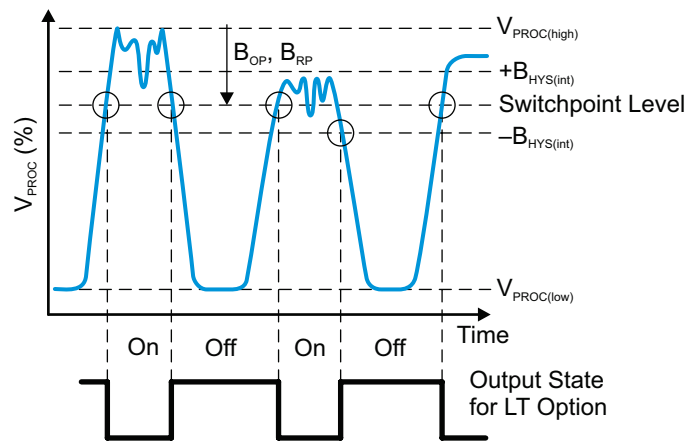 V_PROC(high)
B_OP, B_RP
+B_HYS(int)
Switchpoint Level
–B_HYS(int)
V_PROC (%)
V_PROC(low)
Time
On Off On Off
Output State
for LT Option